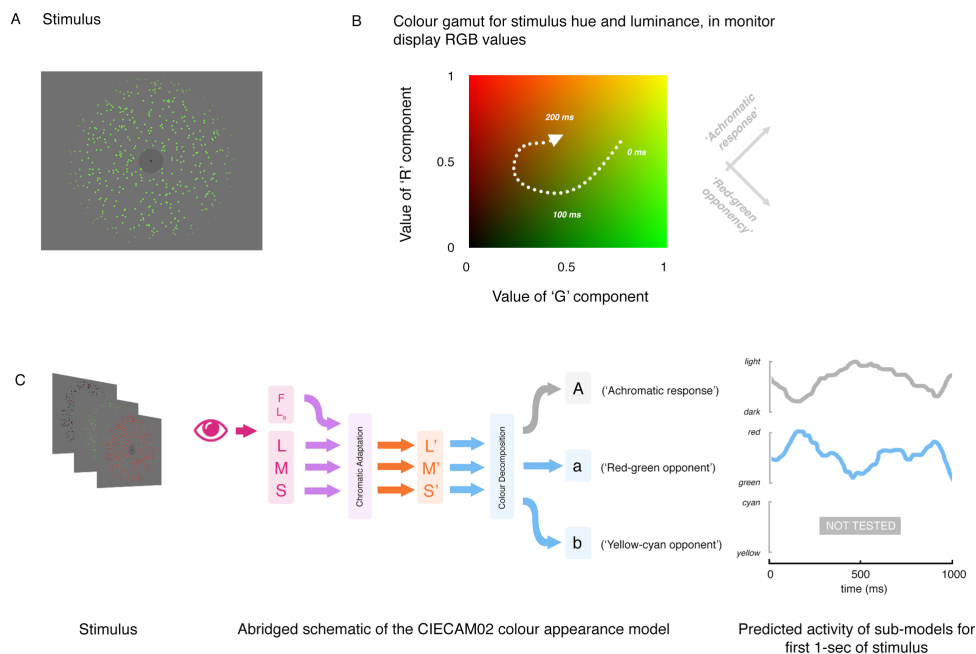 A
Stimulus
B
Colour gamut for stimulus hue and luminance, in monitor
display RGB values
1
0.5
0
Value of 'R' component
200 ms
0 ms
100 ms
0
0.5
1
Value of 'G' component
'Achromatic
response'
'Red-green
opponency'
C
F
L
L
M
S
Chromatic Adaptation
L'
M'
S'
Colour Decomposition
A
('Achromatic response')
a
('Red-green opponent')
b
('Yellow-cyan opponent')
light
dark
red
green
cyan
yellow
NOT TESTED
0
500
1000
time (ms)
Stimulus
Abridged schematic of the CIECAM02 colour appearance model
Predicted activity of sub-models for
first 1-sec of stimulus